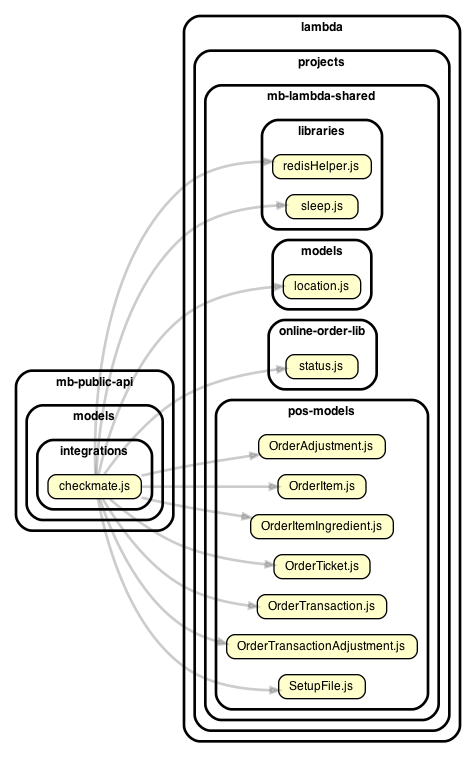 lambda
projects
mb-lambda-shared
libraries
redisHelper.js
sleep.js
models
location.js
online-order-lib
status.js
mb-public-api
models
integrations
checkmate.js
pos-models
OrderAdjustment.js
OrderItem.js
OrderItemIngredient.js
OrderTicket.js
OrderTransaction.js
OrderTransactionAdjustment.js
SetupFile.js